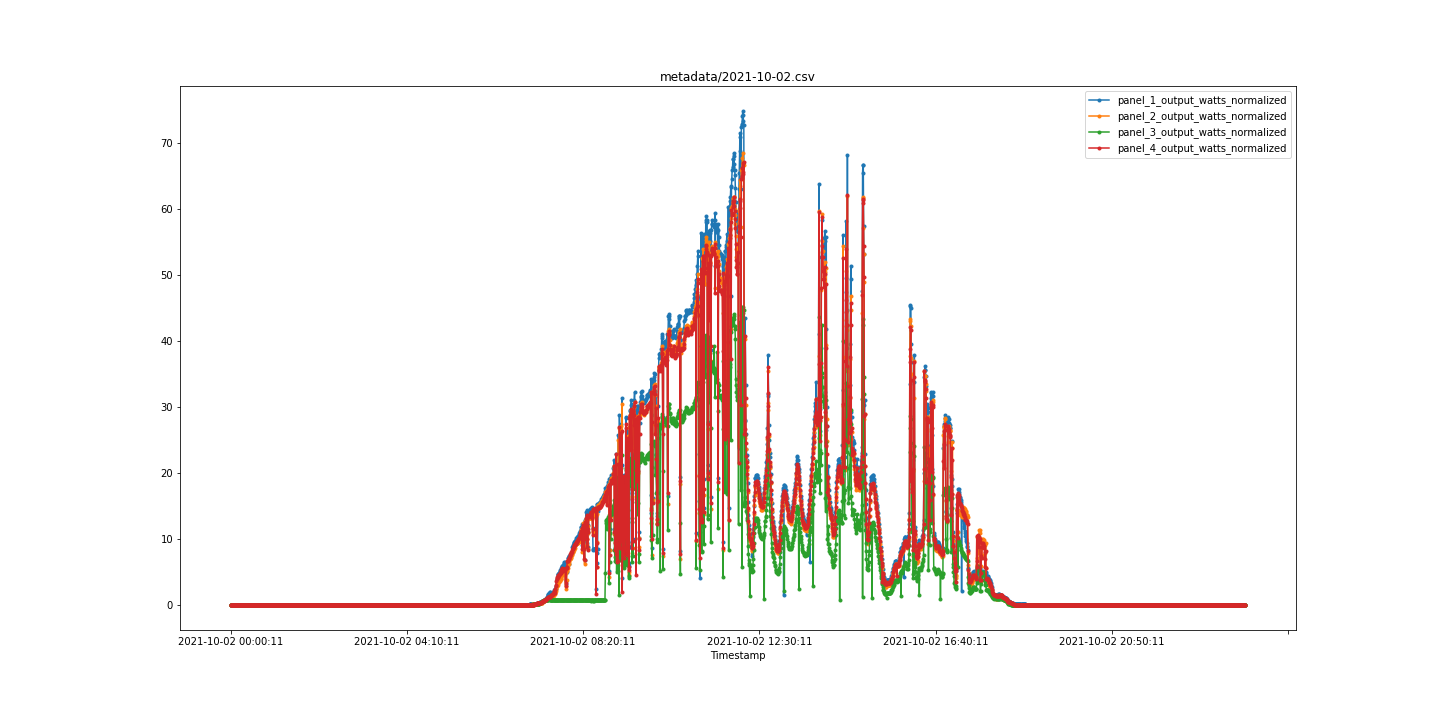 metadata/2021-10-02.csv
panel_1_output_watts_normalized
panel_2_output_watts_normalized
panel_3_output_watts_normalized
panel_4_output_watts_normalized
70
60
50
40
30
20
10
0
2021-10-02 00:00:11 2021-10-02 04:10:11 2021-10-02 08:20:11 2021-10-02 12:30:11 2021-10-02 16:40:11 2021-10-02 20:50:11
Timestamp